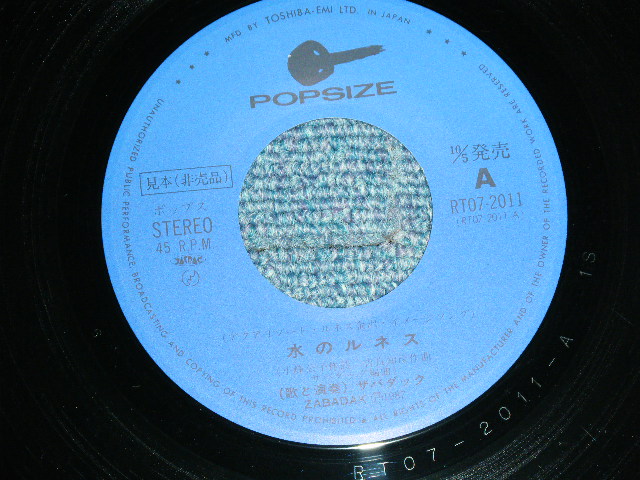 MFD BY TOSHIBA-EMI LTD. IN JAPAN
POPSIZE
見本(非売品)
ポップス
STEREO
45 R.P.M.
10/5発売
A
RT07-2011
(RT07-2011A)
水のルネス
(歌と演奏) ザバダック
ZABADAK
UNAUTHORIZED PUBLIC PERFORMANCE, BROADCASTING AND COPYING OF THIS RECORD PROHIBITED
ALL RIGHTS OF THE MANUFACTURER AND OF THE OWNER OF THE RECORDED WORK ARE RESERVED
RT07-2011-A 1S